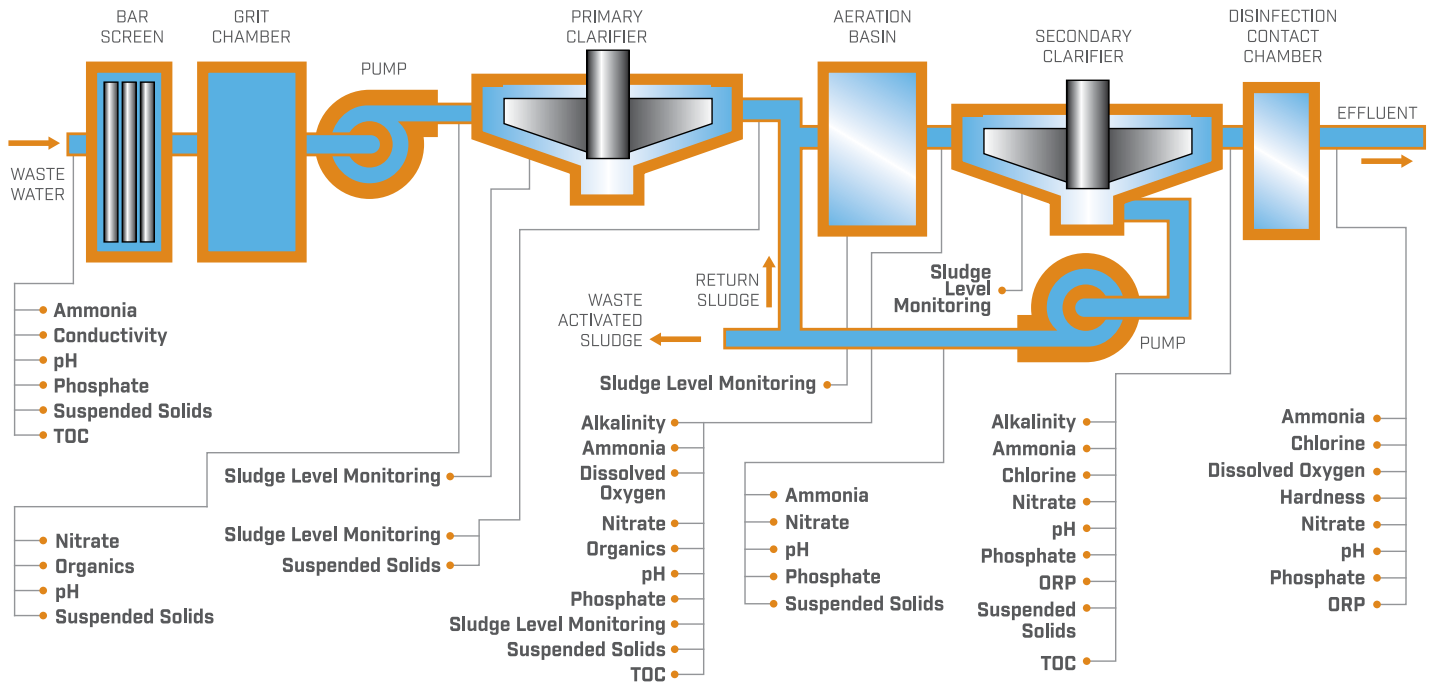 BAR
SCREEN
GRIT
CHAMBER
PUMP
PRIMARY
CLARIFIER
AERATION
BASIN
SECONDARY
CLARIFIER
DISINFECTION
CONTACT
CHAMBER
EFFLUENT
WASTE
WATER
RETURN
SLUDGE
WASTE
ACTIVATED
SLUDGE
PUMP
Sludge
Level
Monitoring
Sludge Level Monitoring
Ammonia
Conductivity
pH
Phosphate
Suspended Solids
TOC
Nitrate
Organics
pH
Suspended Solids
Sludge Level Monitoring
Sludge Level Monitoring
Suspended Solids
Alkalinity
Ammonia
Dissolved
Oxygen
Nitrate
Organics
pH
Phosphate
Sludge Level Monitoring
Suspended Solids
TOC
Ammonia
Nitrate
pH
Phosphate
Suspended Solids
Alkalinity
Ammonia
Chlorine
Nitrate
pH
Phosphate
ORP
Suspended
Solids
TOC
Ammonia
Chlorine
Dissolved Oxygen
Hardness
Nitrate
pH
Phosphate
ORP